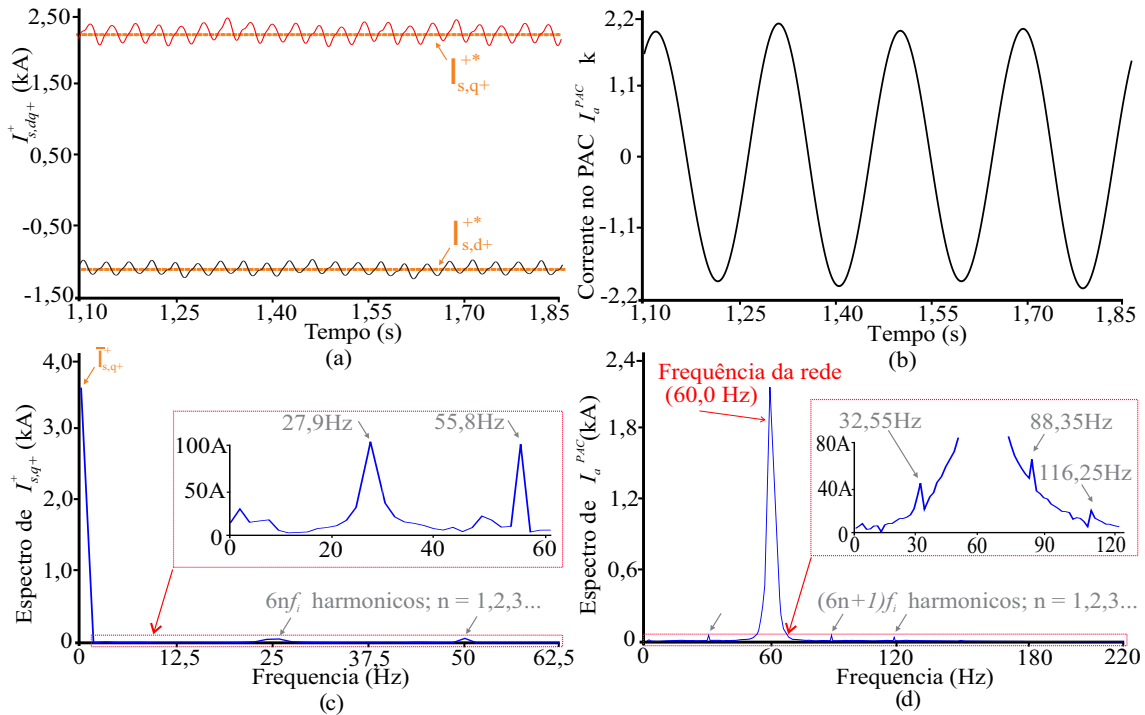 (a)
I⁺s,dq+ (kA)
2,50
1,50
0,50
-0,50
-1,50
I⁺*s,q+
I⁺*s,d+
1,10 1,25 1,40 1,55 1,70 1,85
Tempo (s)
(a)
(b)
Corrente no PAC Iₐᴾᴬᶜ k
2,2
1,1
0
-1,1
-2,2
1,10 1,25 1,40 1,55 1,70 1,85
Tempo (s)
(b)
Espectro de I⁺s,q+ (kA)
4,0
3,0
2,0
1,0
0
I̅⁺s,q+
27,9Hz
55,8Hz
100A
50A
0
0 20 40 60
6nfᵢ harmonicos; n = 1,2,3...
0 12,5 25 37,5 50 62,5
Frequencia (Hz)
(c)
Espectro de Iₐᴾᴬᶜ(kA)
2,4
1,8
1,2
0,6
0
Frequência da rede
(60,0 Hz)
32,55Hz
88,35Hz
116,25Hz
80A
40A
0
0 30 60 90 120
(6n+1)fᵢ harmonicos; n = 1,2,3...
0 60 120 220
Frequencia (Hz)
(d)